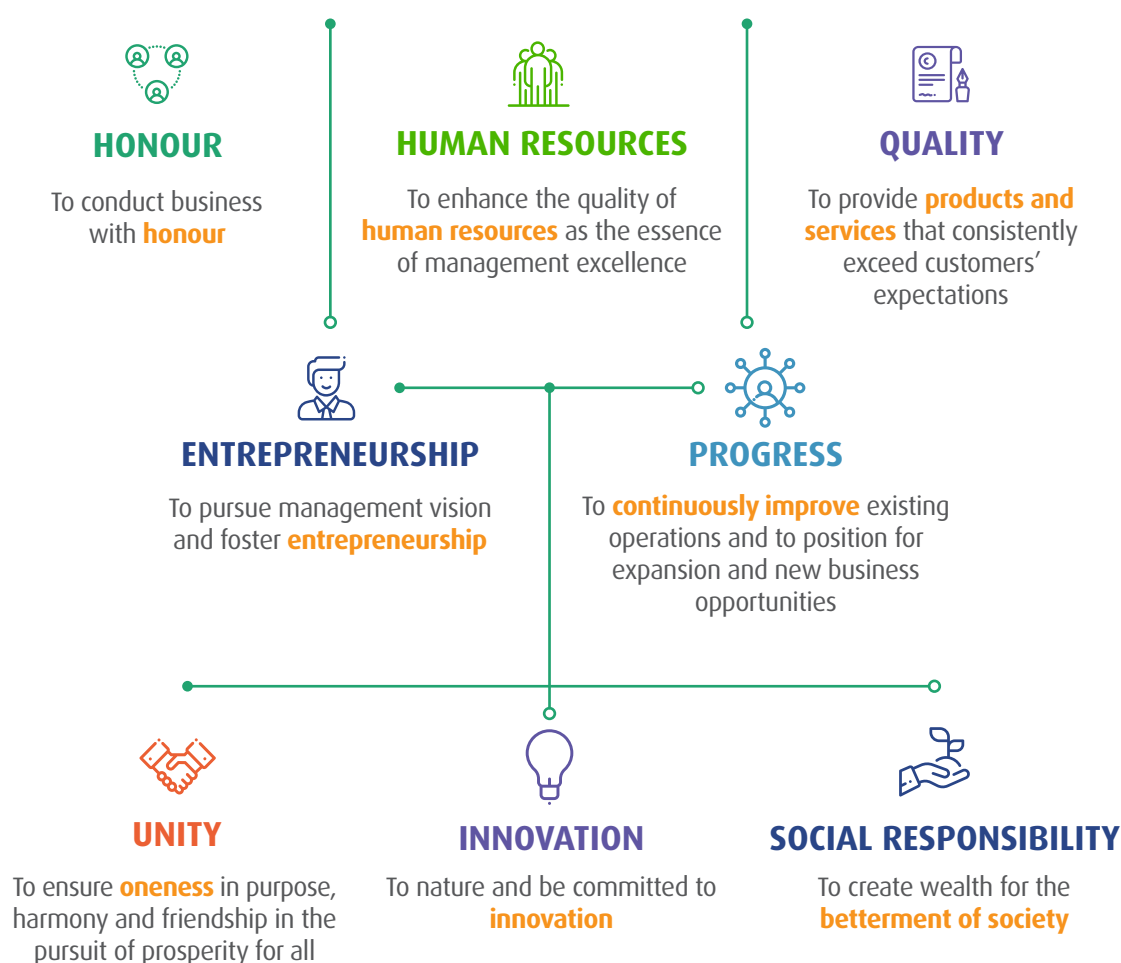 HONOUR
To conduct business
with honour
HUMAN RESOURCES
To enhance the quality of
human resources as the essence
of management excellence
QUALITY
To provide products and
services that consistently
exceed customers’
expectations
ENTREPRENEURSHIP
To pursue management vision
and foster entrepreneurship
PROGRESS
To continuously improve existing
operations and to position for
expansion and new business
opportunities
UNITY
To ensure oneness in purpose,
harmony and friendship in the
pursuit of prosperity for all
INNOVATION
To nature and be committed to
innovation
SOCIAL RESPONSIBILITY
To create wealth for the
betterment of society